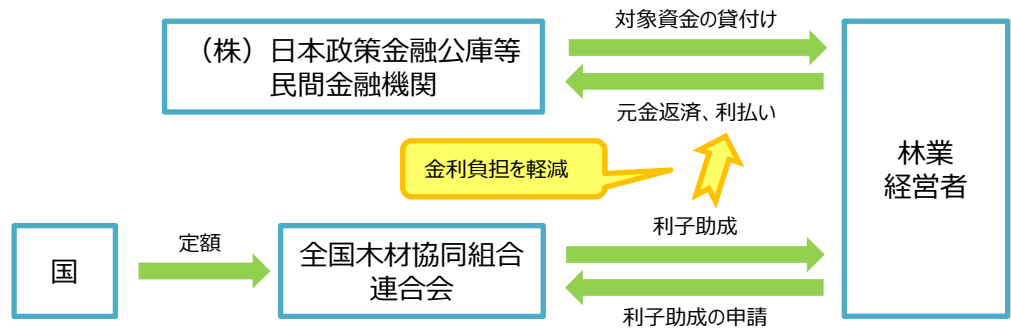 対象資金の貸付け
（株）日本政策金融公庫等
民間金融機関
元金返済、利払い
金利負担を軽減
林業
経営者
利子助成
定額
国
全国木材協同組合
連合会
利子助成の申請